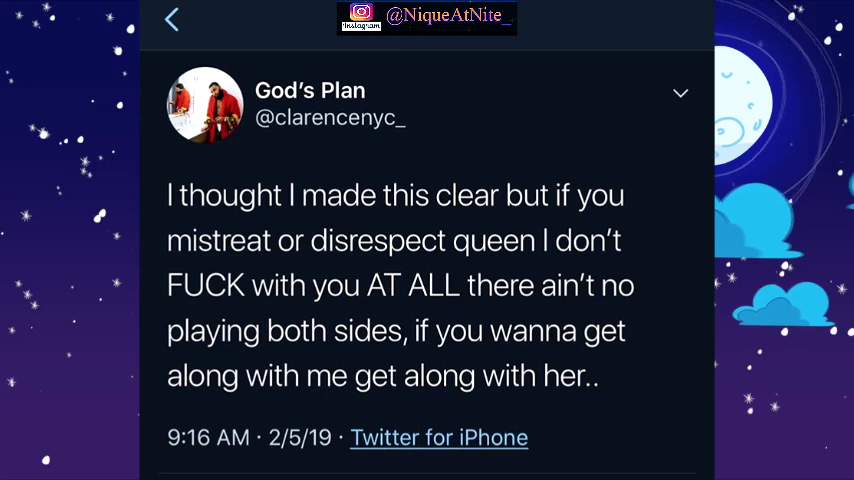 Instagram @NiqueAtNite_
God's Plan
@clarencenyc_
I thought I made this clear but if you
mistreat or disrespect queen I don't
FUCK with you AT ALL there ain't no
playing both sides, if you wanna get
along with me get along with her..
9:16 AM · 2/5/19 · Twitter for iPhone